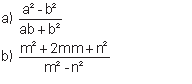 a) a² - b² / ab + b²
b) m² + 2mm + n² / m² - n²